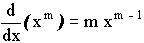 d/dx (x^m) = m x^(m - 1)